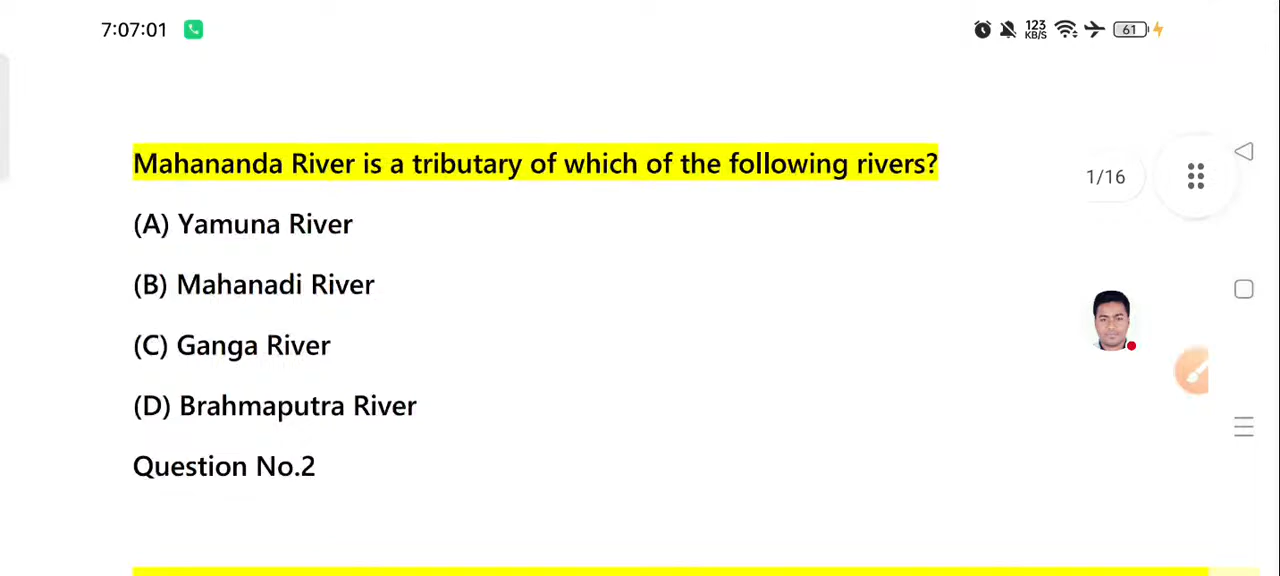 7:07:01
123
KB/S
61
Mahananda River is a tributary of which of the following rivers?
1/16
(A) Yamuna River
(B) Mahanadi River
(C) Ganga River
(D) Brahmaputra River
Question No.2